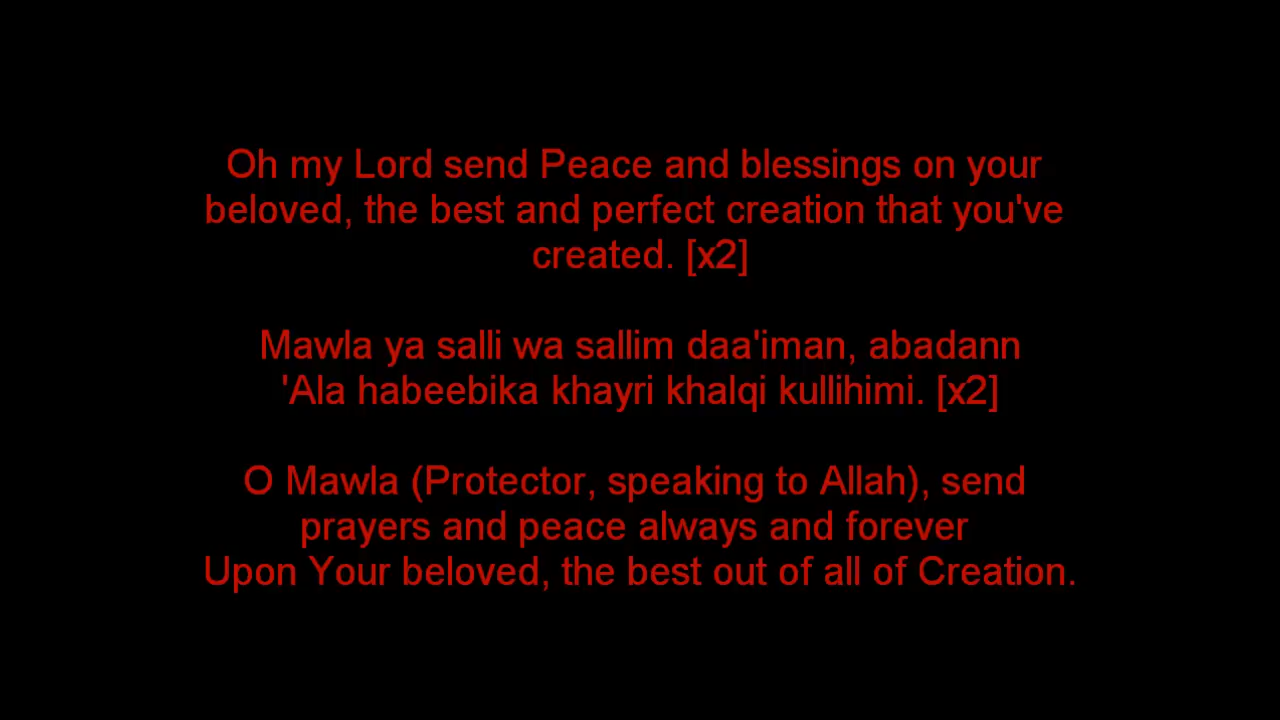 Oh my Lord send Peace and blessings on your
beloved, the best and perfect creation that you've
created. [x2]
Mawla ya salli wa sallim daa'iman, abadann
'Ala habeebika khayri khalqi kullihimi. [x2]
O Mawla (Protector, speaking to Allah), send
prayers and peace always and forever
Upon Your beloved, the best out of all of Creation.